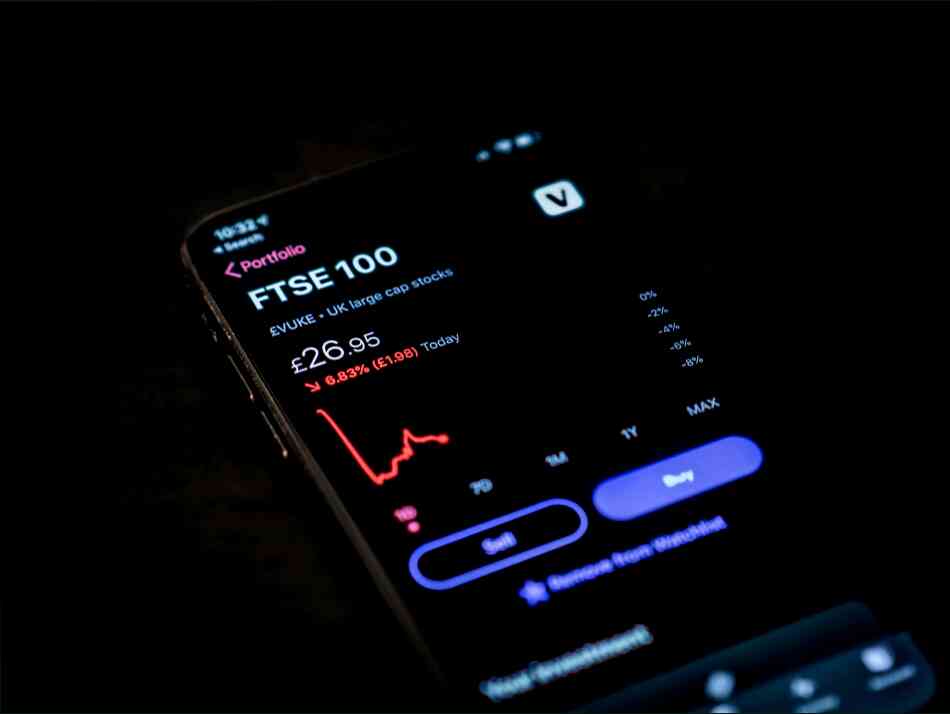 10:32
◀ Search
V
Portfolio
FTSE 100
£VUKE • UK large cap stocks
£26.95
6.83% (£1.98) Today
0%
-2%
-4%
-6%
-8%
1D 7D 1M 1Y MAX
Sell Buy
Remove from Watchlist
Your Investment